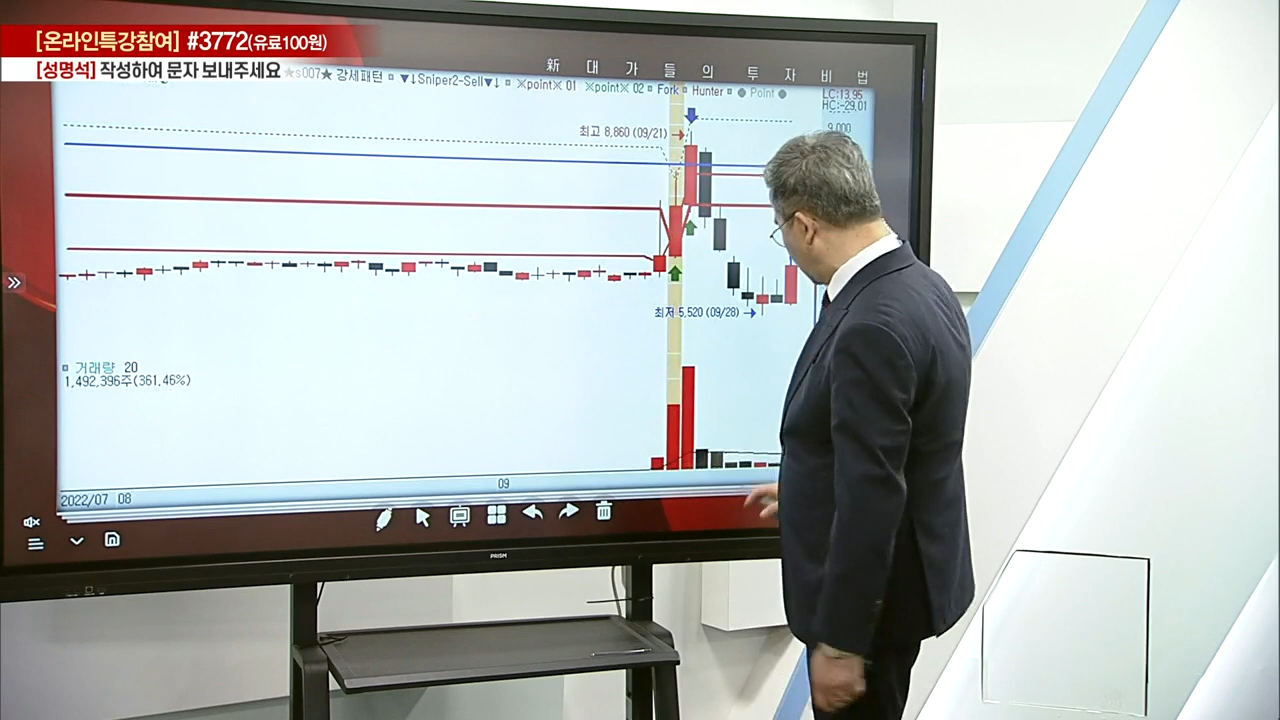 [온라인특강참여] #3772(유료100원)
[성명석] 작성하여 문자 보내주세요
新 대 가 들 의 투 자 비 법
★s007★ 강세패턴 ▼↓Sniper2-Sell▼↓ ※point※ 01 ※point※ 02 Fork Hunter ● Point ●
LC:13.95
HC:-29.01
9,000
최고 8,860 (09/21)
최저 5,520 (09/28)
거래량 20
1,492,396주(361.46%)
09
2022/07 08
PRISM